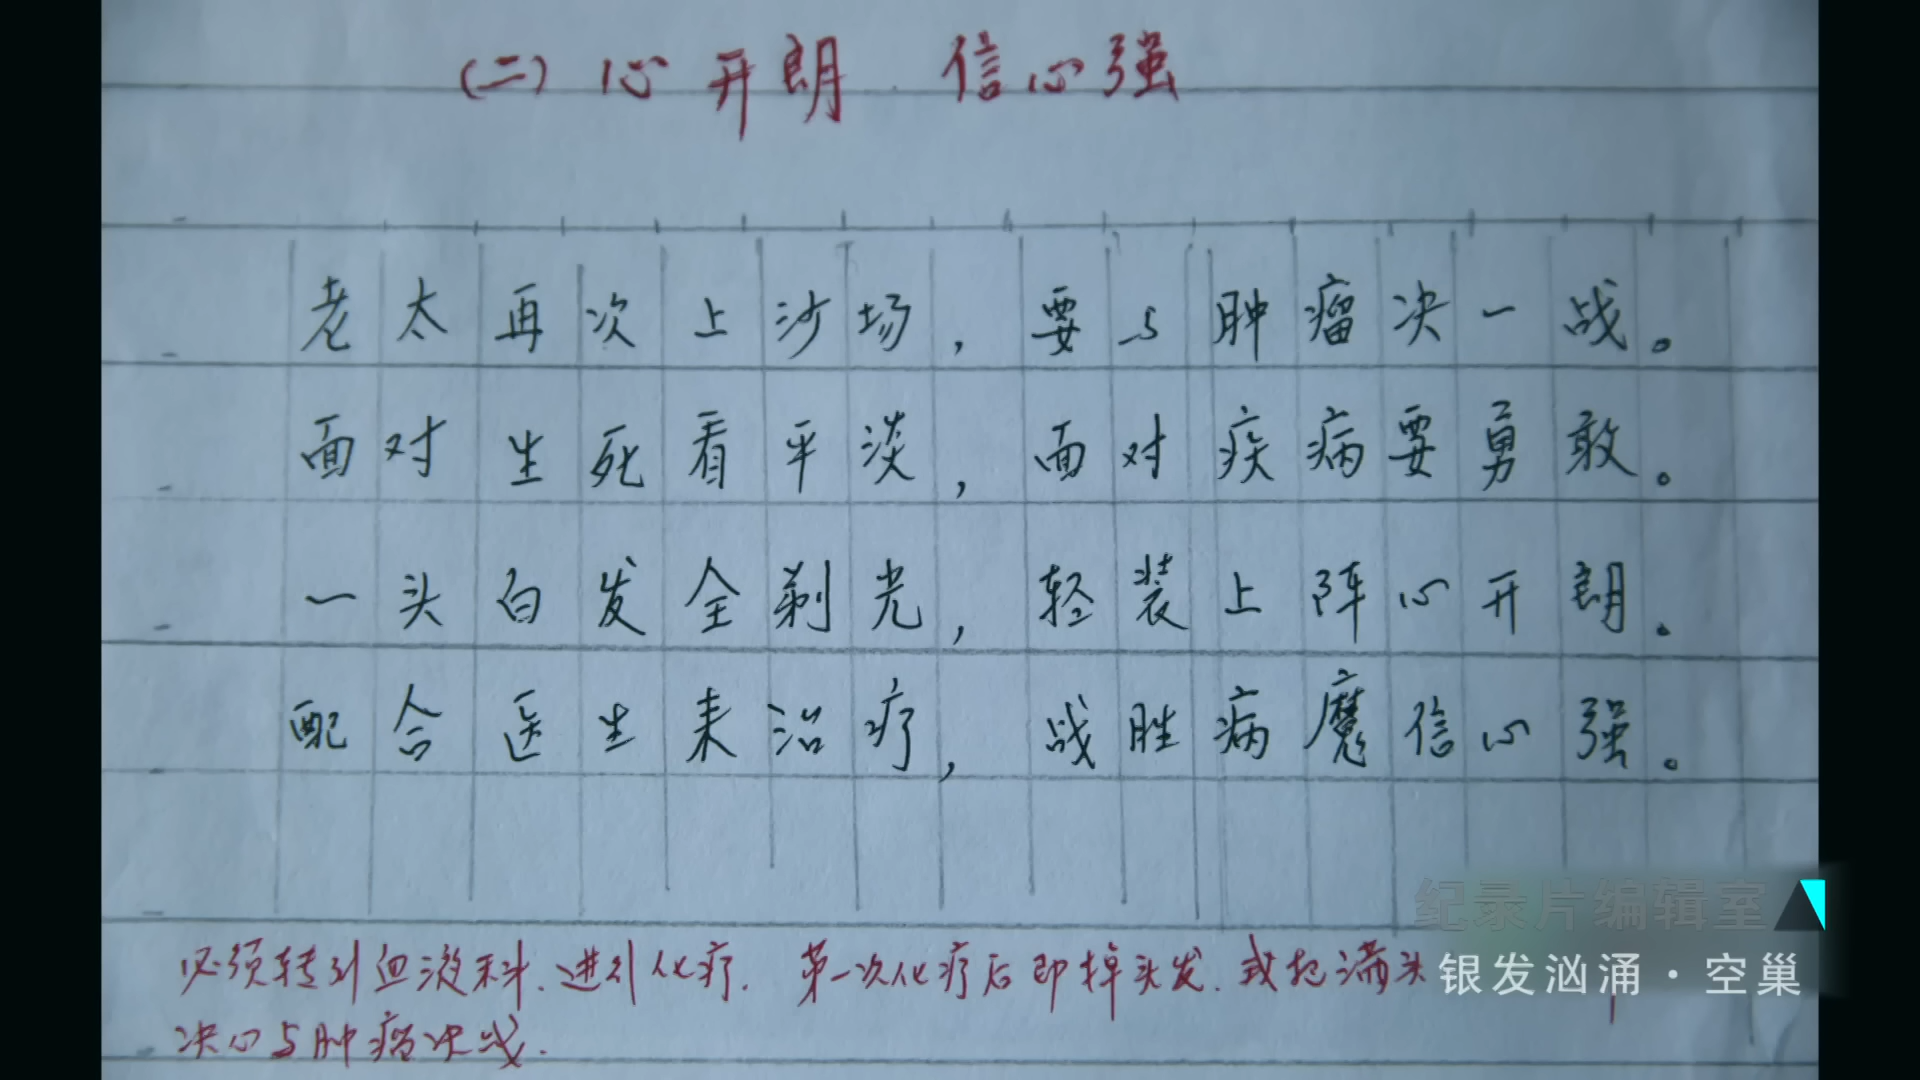 (二) 心开朗 信心强
老太再次上沙场，要与肿瘤决一战。
面对生死看平淡，面对疾病要勇敢。
一头白发全剃光，轻装上阵心开朗。
配合医生来治疗，战胜病魔信心强。
纪录片编辑室
必须转到血液科.进引化疗. 第一次化疗后即掉头发.我把满头
银发汹涌·空巢
决心与肿瘤决战.